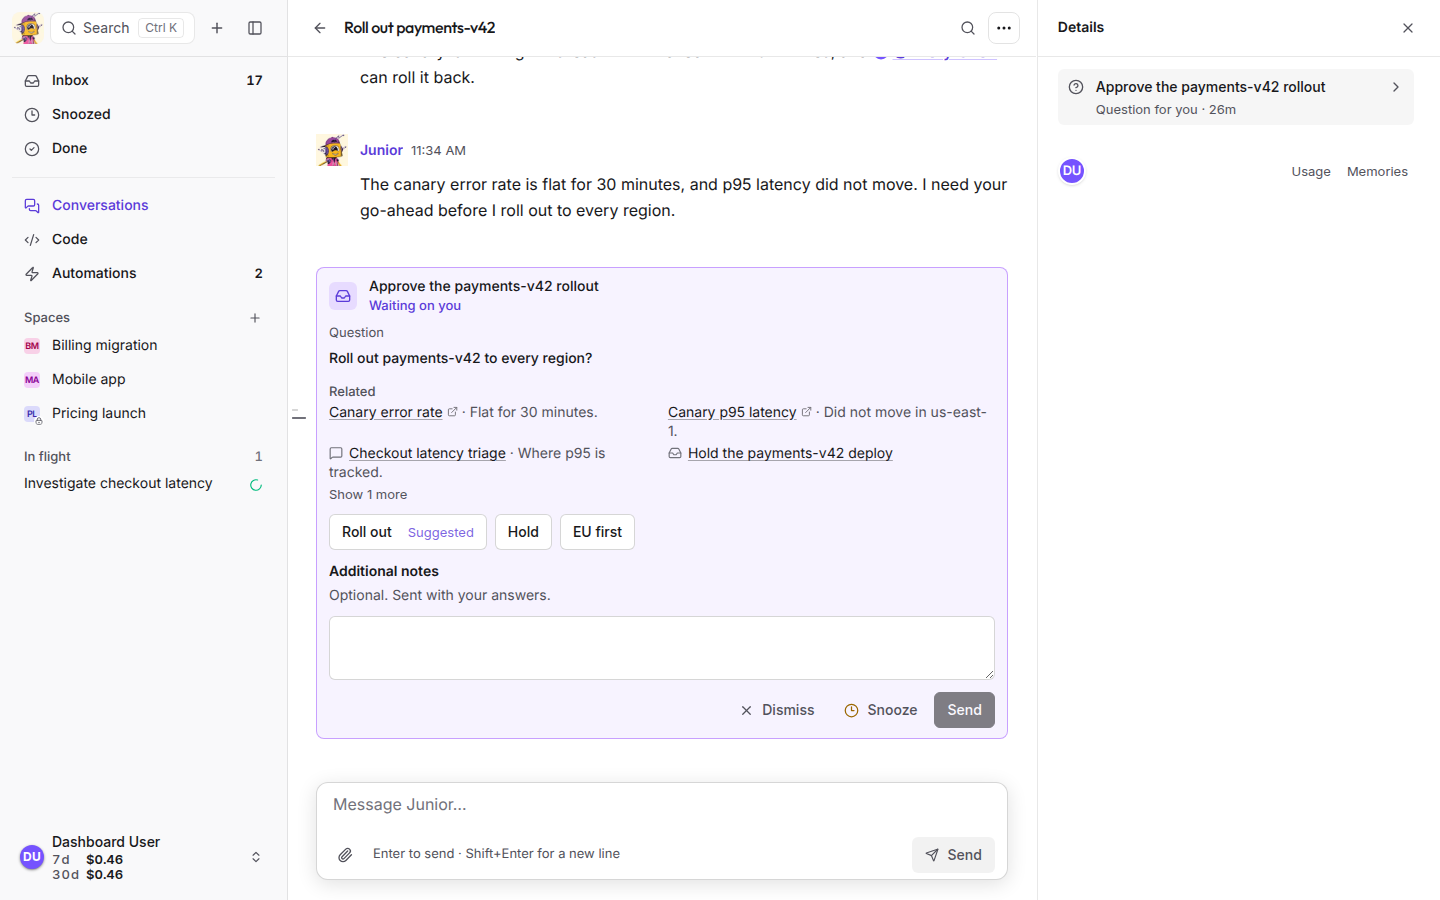 Search Ctrl K
Inbox 17
Snoozed
Done
Conversations
Code
Automations 2
Spaces
BM Billing migration
MA Mobile app
PL Pricing launch
In flight 1
Investigate checkout latency
DU Dashboard User
7d $0.46
30d $0.46
Roll out payments-v42
can roll it back.
Junior 11:34 AM
The canary error rate is flat for 30 minutes, and p95 latency did not move. I need your
go-ahead before I roll out to every region.
Approve the payments-v42 rollout
Waiting on you
Question
Roll out payments-v42 to every region?
Related
Canary error rate · Flat for 30 minutes.
Canary p95 latency · Did not move in us-east-
1.
Checkout latency triage · Where p95 is
tracked.
Hold the payments-v42 deploy
Show 1 more
Roll out Suggested Hold EU first
Additional notes
Optional. Sent with your answers.
Dismiss Snooze Send
Message Junior...
Enter to send · Shift+Enter for a new line Send
Details
Approve the payments-v42 rollout
Question for you · 26m
DU Usage Memories